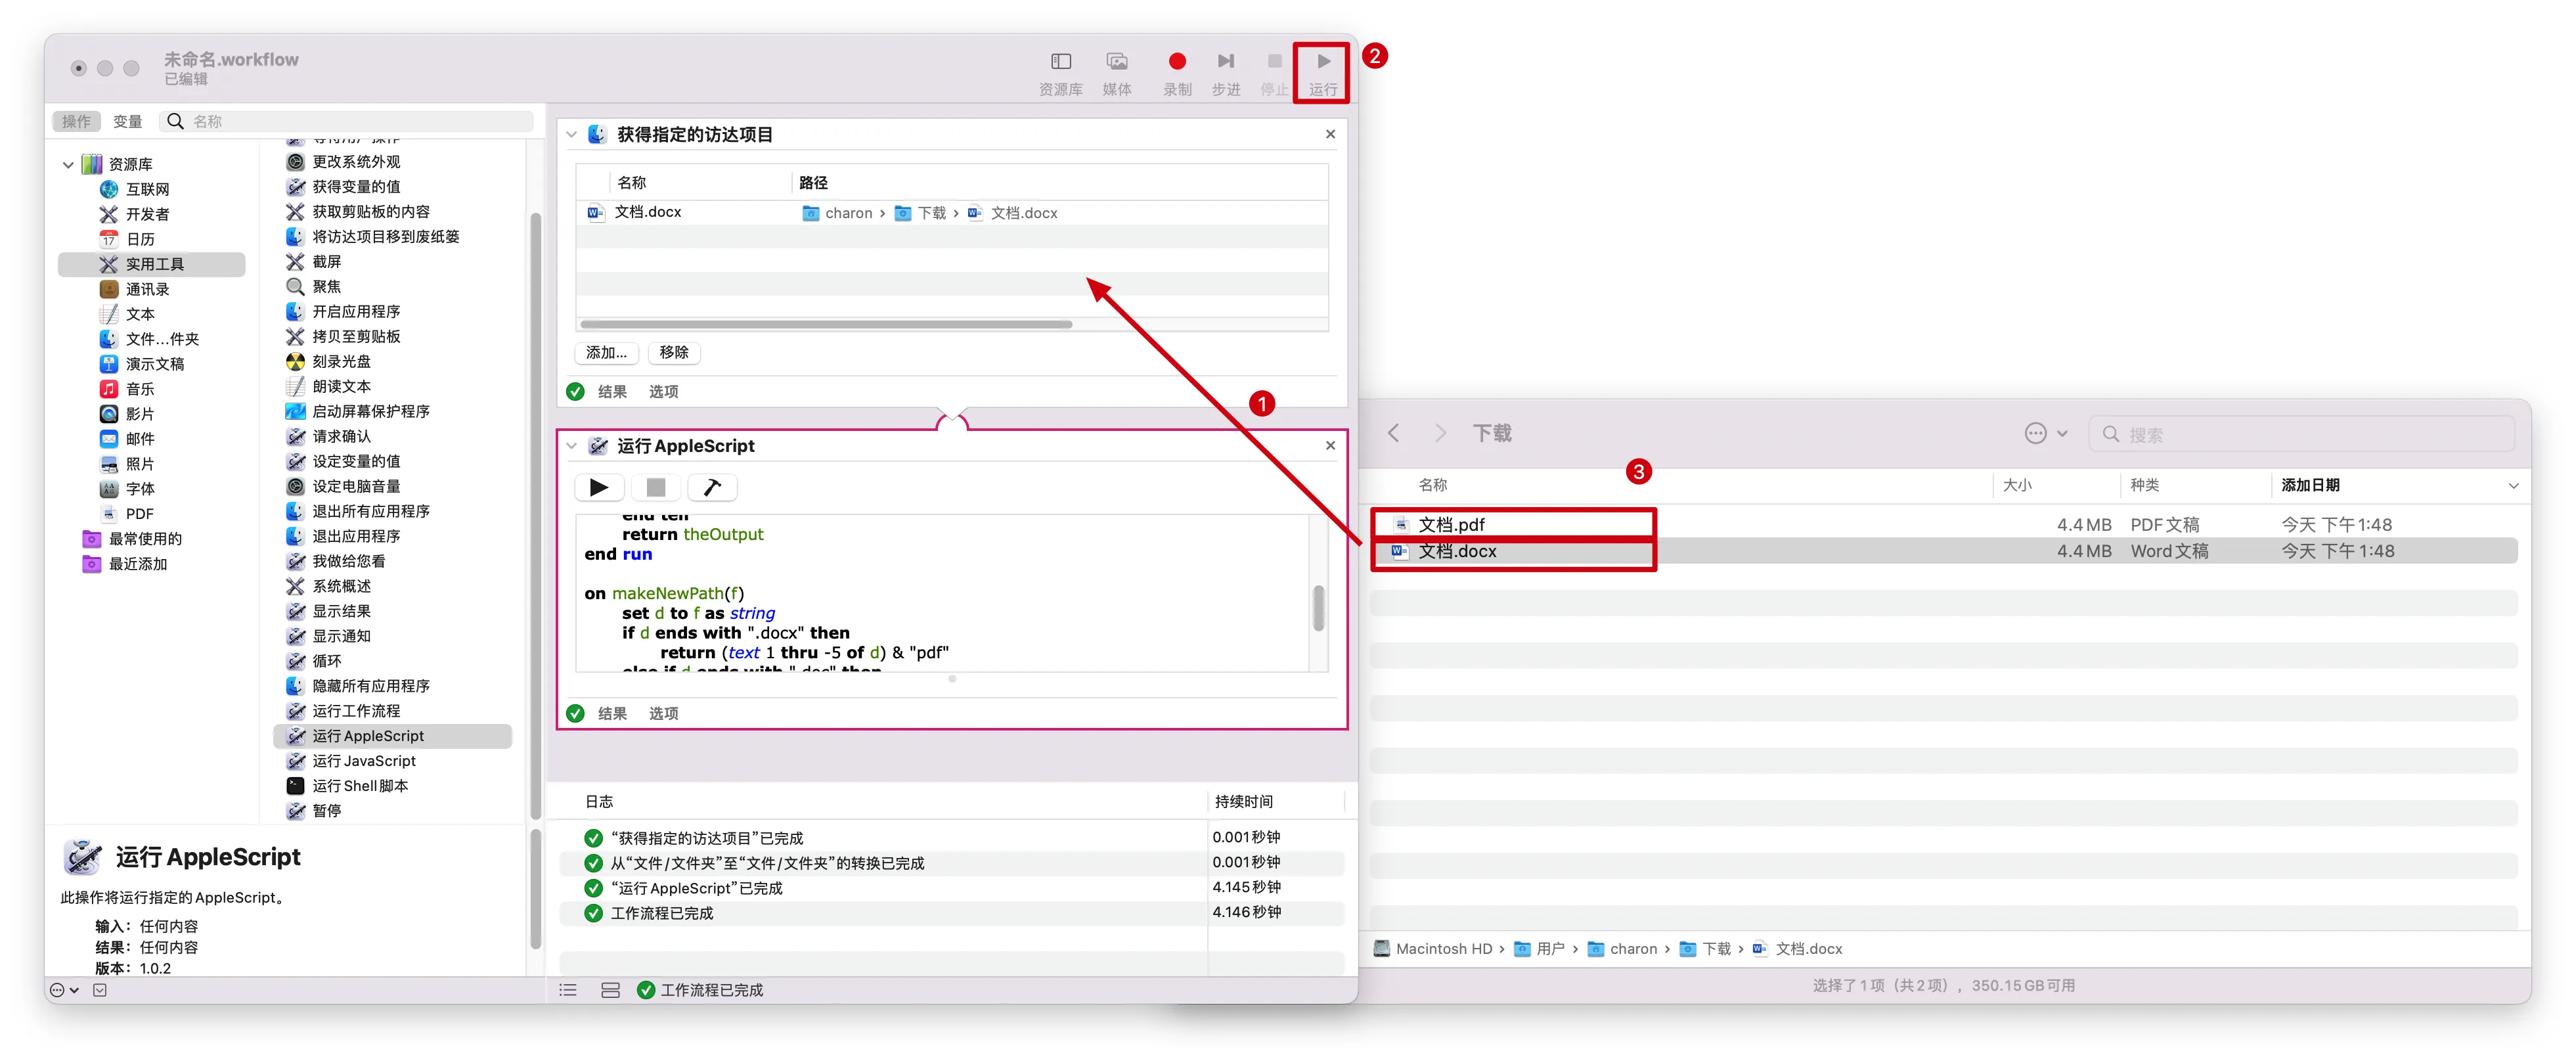 未命名.workflow
已编辑
资源库
媒体
录制
步进
停止
运行
2
操作
变量
名称
资源库
互联网
开发者
日历
实用工具
通讯录
文本
文件...件夹
演示文稿
音乐
影片
邮件
照片
字体
PDF
最常使用的
最近添加
更改系统外观
获得变量的值
获取剪贴板的内容
将访达项目移到废纸篓
截屏
聚焦
开启应用程序
拷贝至剪贴板
刻录光盘
朗读文本
启动屏幕保护程序
请求确认
设定变量的值
设定电脑音量
退出所有应用程序
退出应用程序
我做给您看
系统概述
显示结果
显示通知
循环
隐藏所有应用程序
运行工作流程
运行 AppleScript
运行 JavaScript
运行 Shell 脚本
暂停
运行 AppleScript
此操作将运行指定的 AppleScript。
输入： 任何内容
结果： 任何内容
版本： 1.0.2
获得指定的访达项目
名称 路径
文档.docx charon › 下载 › 文档.docx
添加... 移除
结果 选项
1
运行 AppleScript
end tell
return theOutput
end run
on makeNewPath(f)
set d to f as string
if d ends with ".docx" then
return (text 1 thru -5 of d) & "pdf"
else if d ends with ".doc" then
结果 选项
日志 持续时间
“获得指定的访达项目”已完成 0.001 秒钟
从“文件/文件夹”至“文件/文件夹”的转换已完成 0.001 秒钟
“运行 AppleScript”已完成 4.145 秒钟
工作流程已完成 4.146 秒钟
工作流程已完成
下载
搜索
3
名称 大小 种类 添加日期
文档.pdf 4.4 MB PDF 文稿 今天 下午 1:48
文档.docx 4.4 MB Word 文稿 今天 下午 1:48
Macintosh HD › 用户 › charon › 下载 › 文档.docx
选择了 1 项（共 2 项），350.15 GB 可用